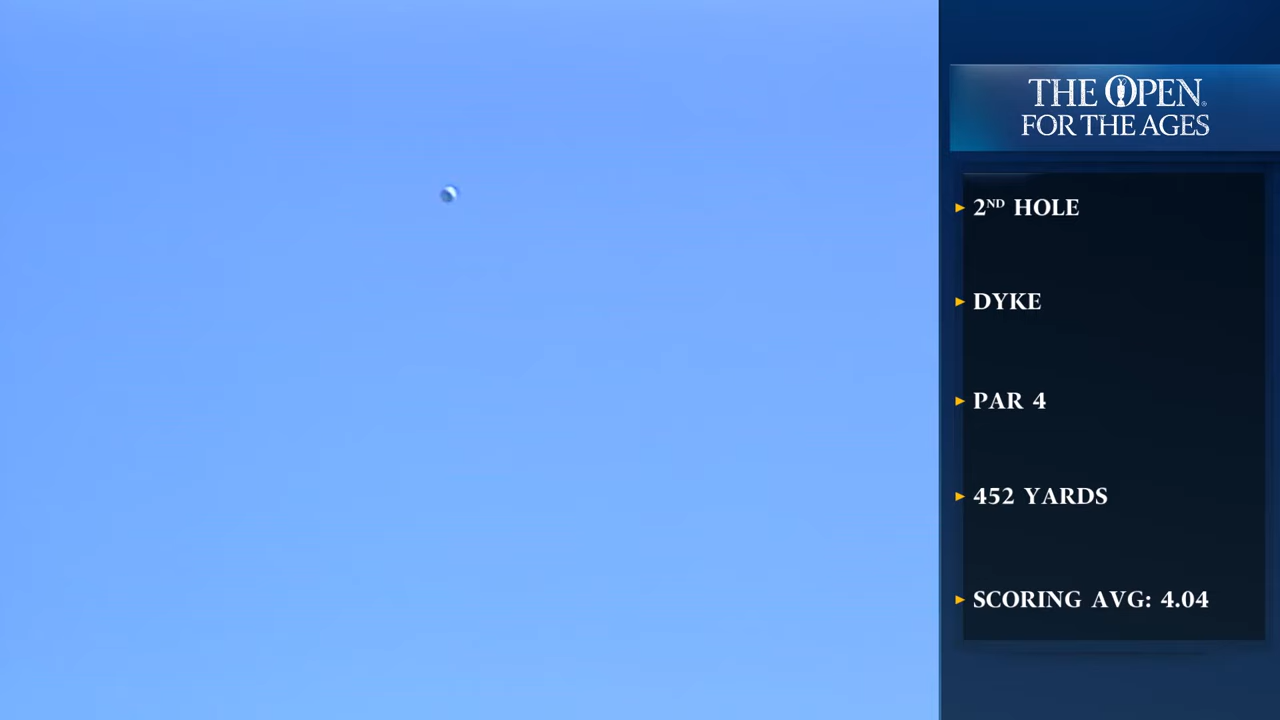 THE OPEN
FOR THE AGES
2ND HOLE
DYKE
PAR 4
452 YARDS
SCORING AVG: 4.04